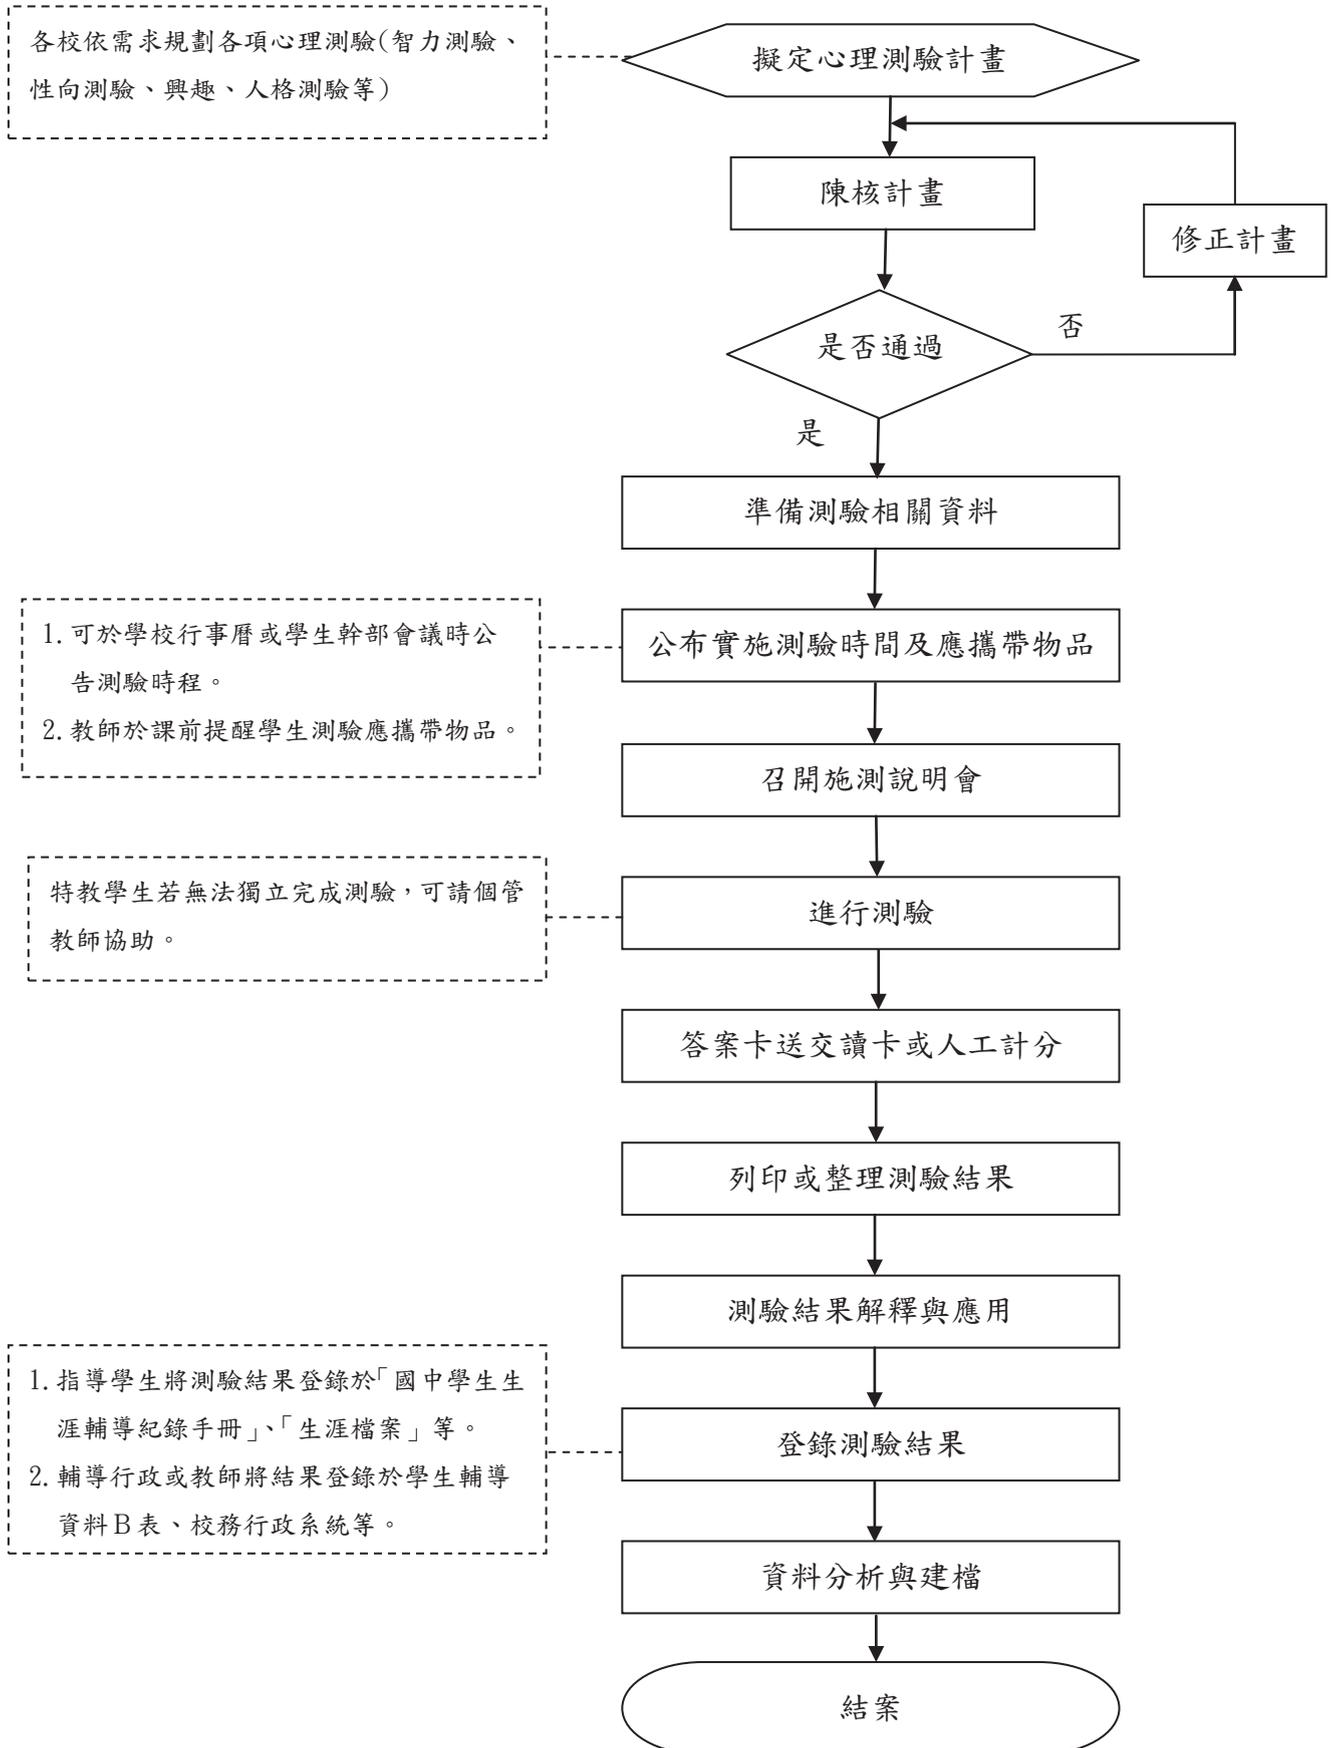 各校依需求規劃各項心理測驗(智力測驗、
性向測驗、興趣、人格測驗等)
擬定心理測驗計畫
陳核計畫
修正計畫
是否通過
否
是
準備測驗相關資料
1. 可於學校行事曆或學生幹部會議時公
告測驗時程。
2. 教師於課前提醒學生測驗應攜帶物品。
公布實施測驗時間及應攜帶物品
召開施測說明會
特教學生若無法獨立完成測驗，可請個管
教師協助。
進行測驗
答案卡送交讀卡或人工計分
列印或整理測驗結果
測驗結果解釋與應用
1. 指導學生將測驗結果登錄於「國中學生生
涯輔導紀錄手冊」、「生涯檔案」等。
2. 輔導行政或教師將結果登錄於學生輔導
資料B表、校務行政系統等。
登錄測驗結果
資料分析與建檔
結案